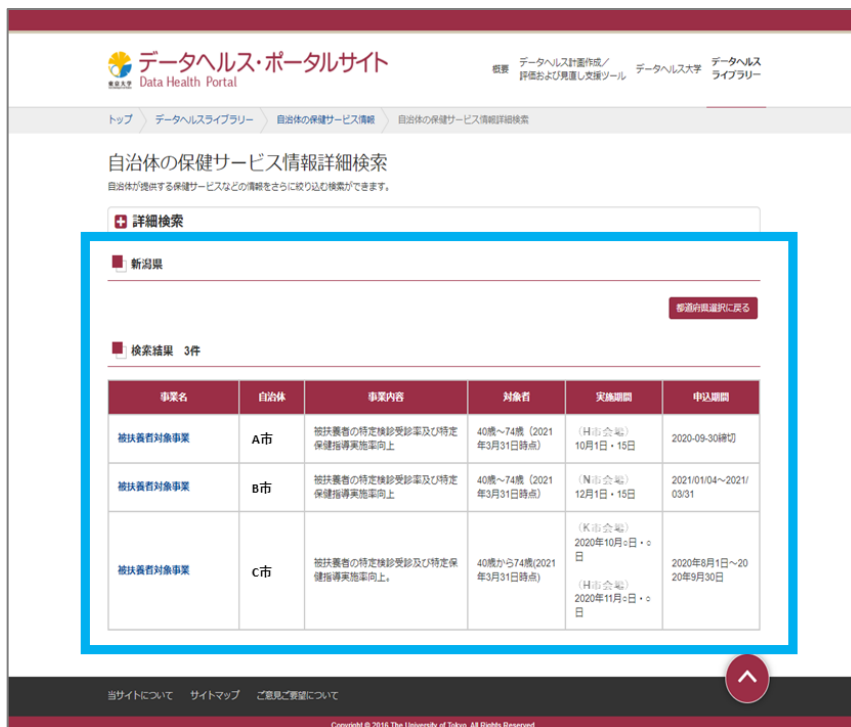 データヘルス・ポータルサイト
東京大学 Data Health Portal
概要
データヘルス計画作成／
評価および見直し支援ツール
データヘルス大学
データヘルス
ライブラリー
トップ 〉 データヘルスライブラリー 〉 自治体の保健サービス情報 〉 自治体の保健サービス情報詳細検索
自治体の保健サービス情報詳細検索
自治体が提供する保健サービスなどの情報をさらに絞り込む検索ができます。
詳細検索
新潟県
都道府県選択に戻る
検索結果 3件
事業名 自治体 事業内容 対象者 実施期間 申込期間
被扶養者対象事業
A市
被扶養者の特定検診受診率及び特定
保健指導実施率向上
40歳～74歳（2021
年3月31日時点）
（H市会場）
10月1日・15日
2020-09-30締切
被扶養者対象事業
B市
被扶養者の特定検診受診率及び特定
保健指導実施率向上
40歳～74歳（2021
年3月31日時点）
（N市会場）
12月1日・15日
2021/01/04～2021/
03/31
被扶養者対象事業
C市
被扶養者の特定検診受診及び特定保
健指導実施率向上。
40歳から74歳(2021
年3月31日時点)
（K市会場）
2020年10月○日・○
日
（H市会場）
2020年11月○日・○
日
2020年8月1日～20
20年9月30日
当サイトについて サイトマップ ご意見ご要望について
Copyright © 2016 The University of Tokyo. All Rights Reserved.